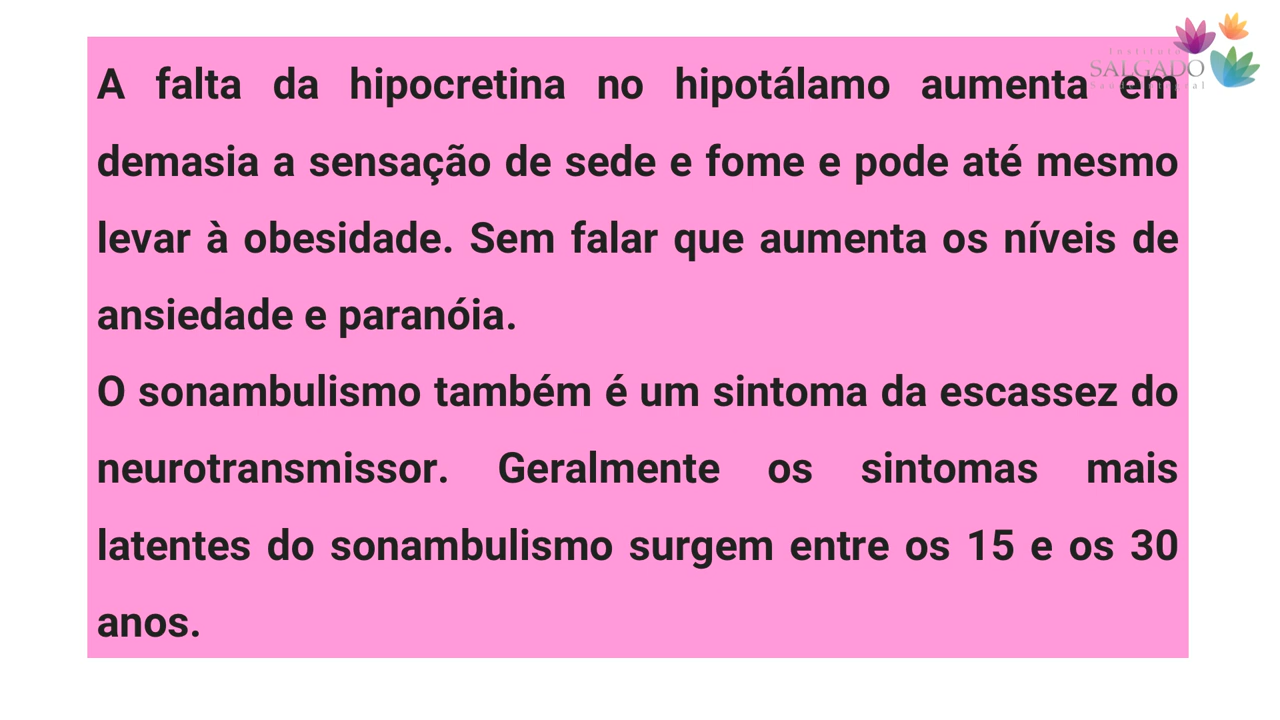 Instituto
SALGADO
A falta da hipocretina no hipotálamo aumenta em
demasia a sensação de sede e fome e pode até mesmo
levar à obesidade. Sem falar que aumenta os níveis de
ansiedade e paranóia.
O sonambulismo também é um sintoma da escassez do
neurotransmissor. Geralmente os sintomas mais
latentes do sonambulismo surgem entre os 15 e os 30
anos.